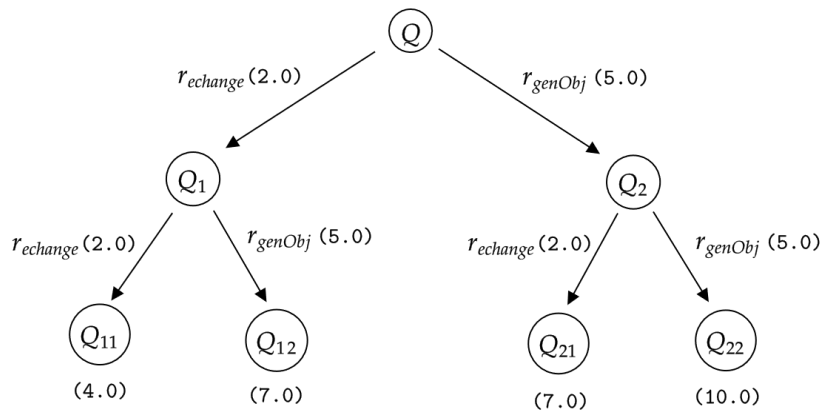 Q
r_echange (2.0)
r_genObj (5.0)
Q_1
Q_2
r_echange (2.0)
r_genObj (5.0)
r_echange (2.0)
r_genObj (5.0)
Q_11
Q_12
Q_21
Q_22
(4.0)
(7.0)
(7.0)
(10.0)